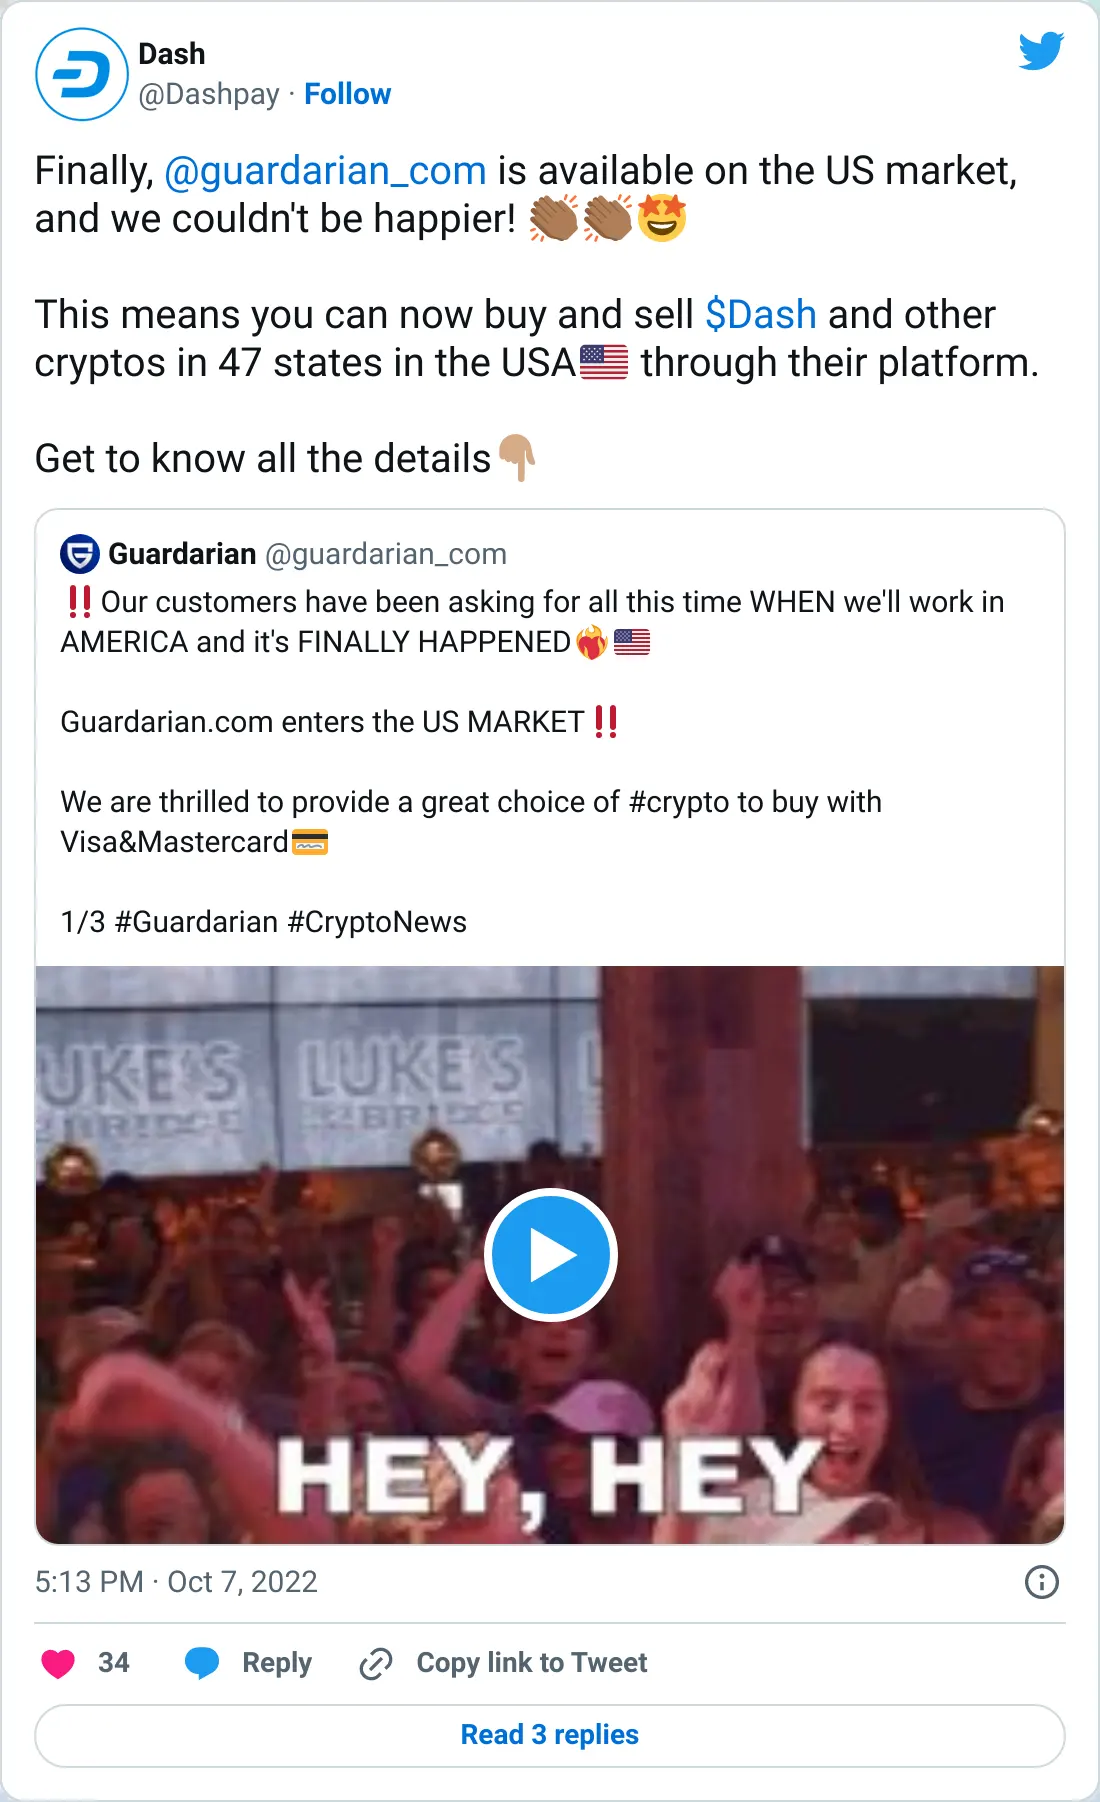 Dash
@Dashpay · Follow
Finally, @guardarian_com is available on the US market,
and we couldn't be happier! 👏🏾👏🏾🤩
This means you can now buy and sell $Dash and other
cryptos in 47 states in the USA🇺🇸 through their platform.
Get to know all the details👇🏼
Guardarian @guardarian_com
‼️Our customers have been asking for all this time WHEN we'll work in
AMERICA and it's FINALLY HAPPENED❤️‍🔥🇺🇸
Guardarian.com enters the US MARKET‼️
We are thrilled to provide a great choice of #crypto to buy with
Visa&Mastercard💳
1/3 #Guardarian #CryptoNews
UKE'S LUKE'S L
BRIDGE BRIDGE
HEY, HEY
5:13 PM · Oct 7, 2022
34 Reply Copy link to Tweet
Read 3 replies